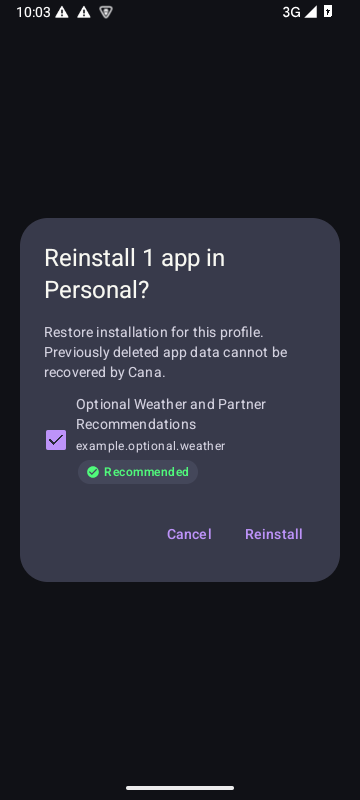 10:03
3G
Reinstall 1 app in
Personal?
Restore installation for this profile.
Previously deleted app data cannot be
recovered by Cana.
Optional Weather and Partner
Recommendations
example.optional.weather
Recommended
Cancel
Reinstall